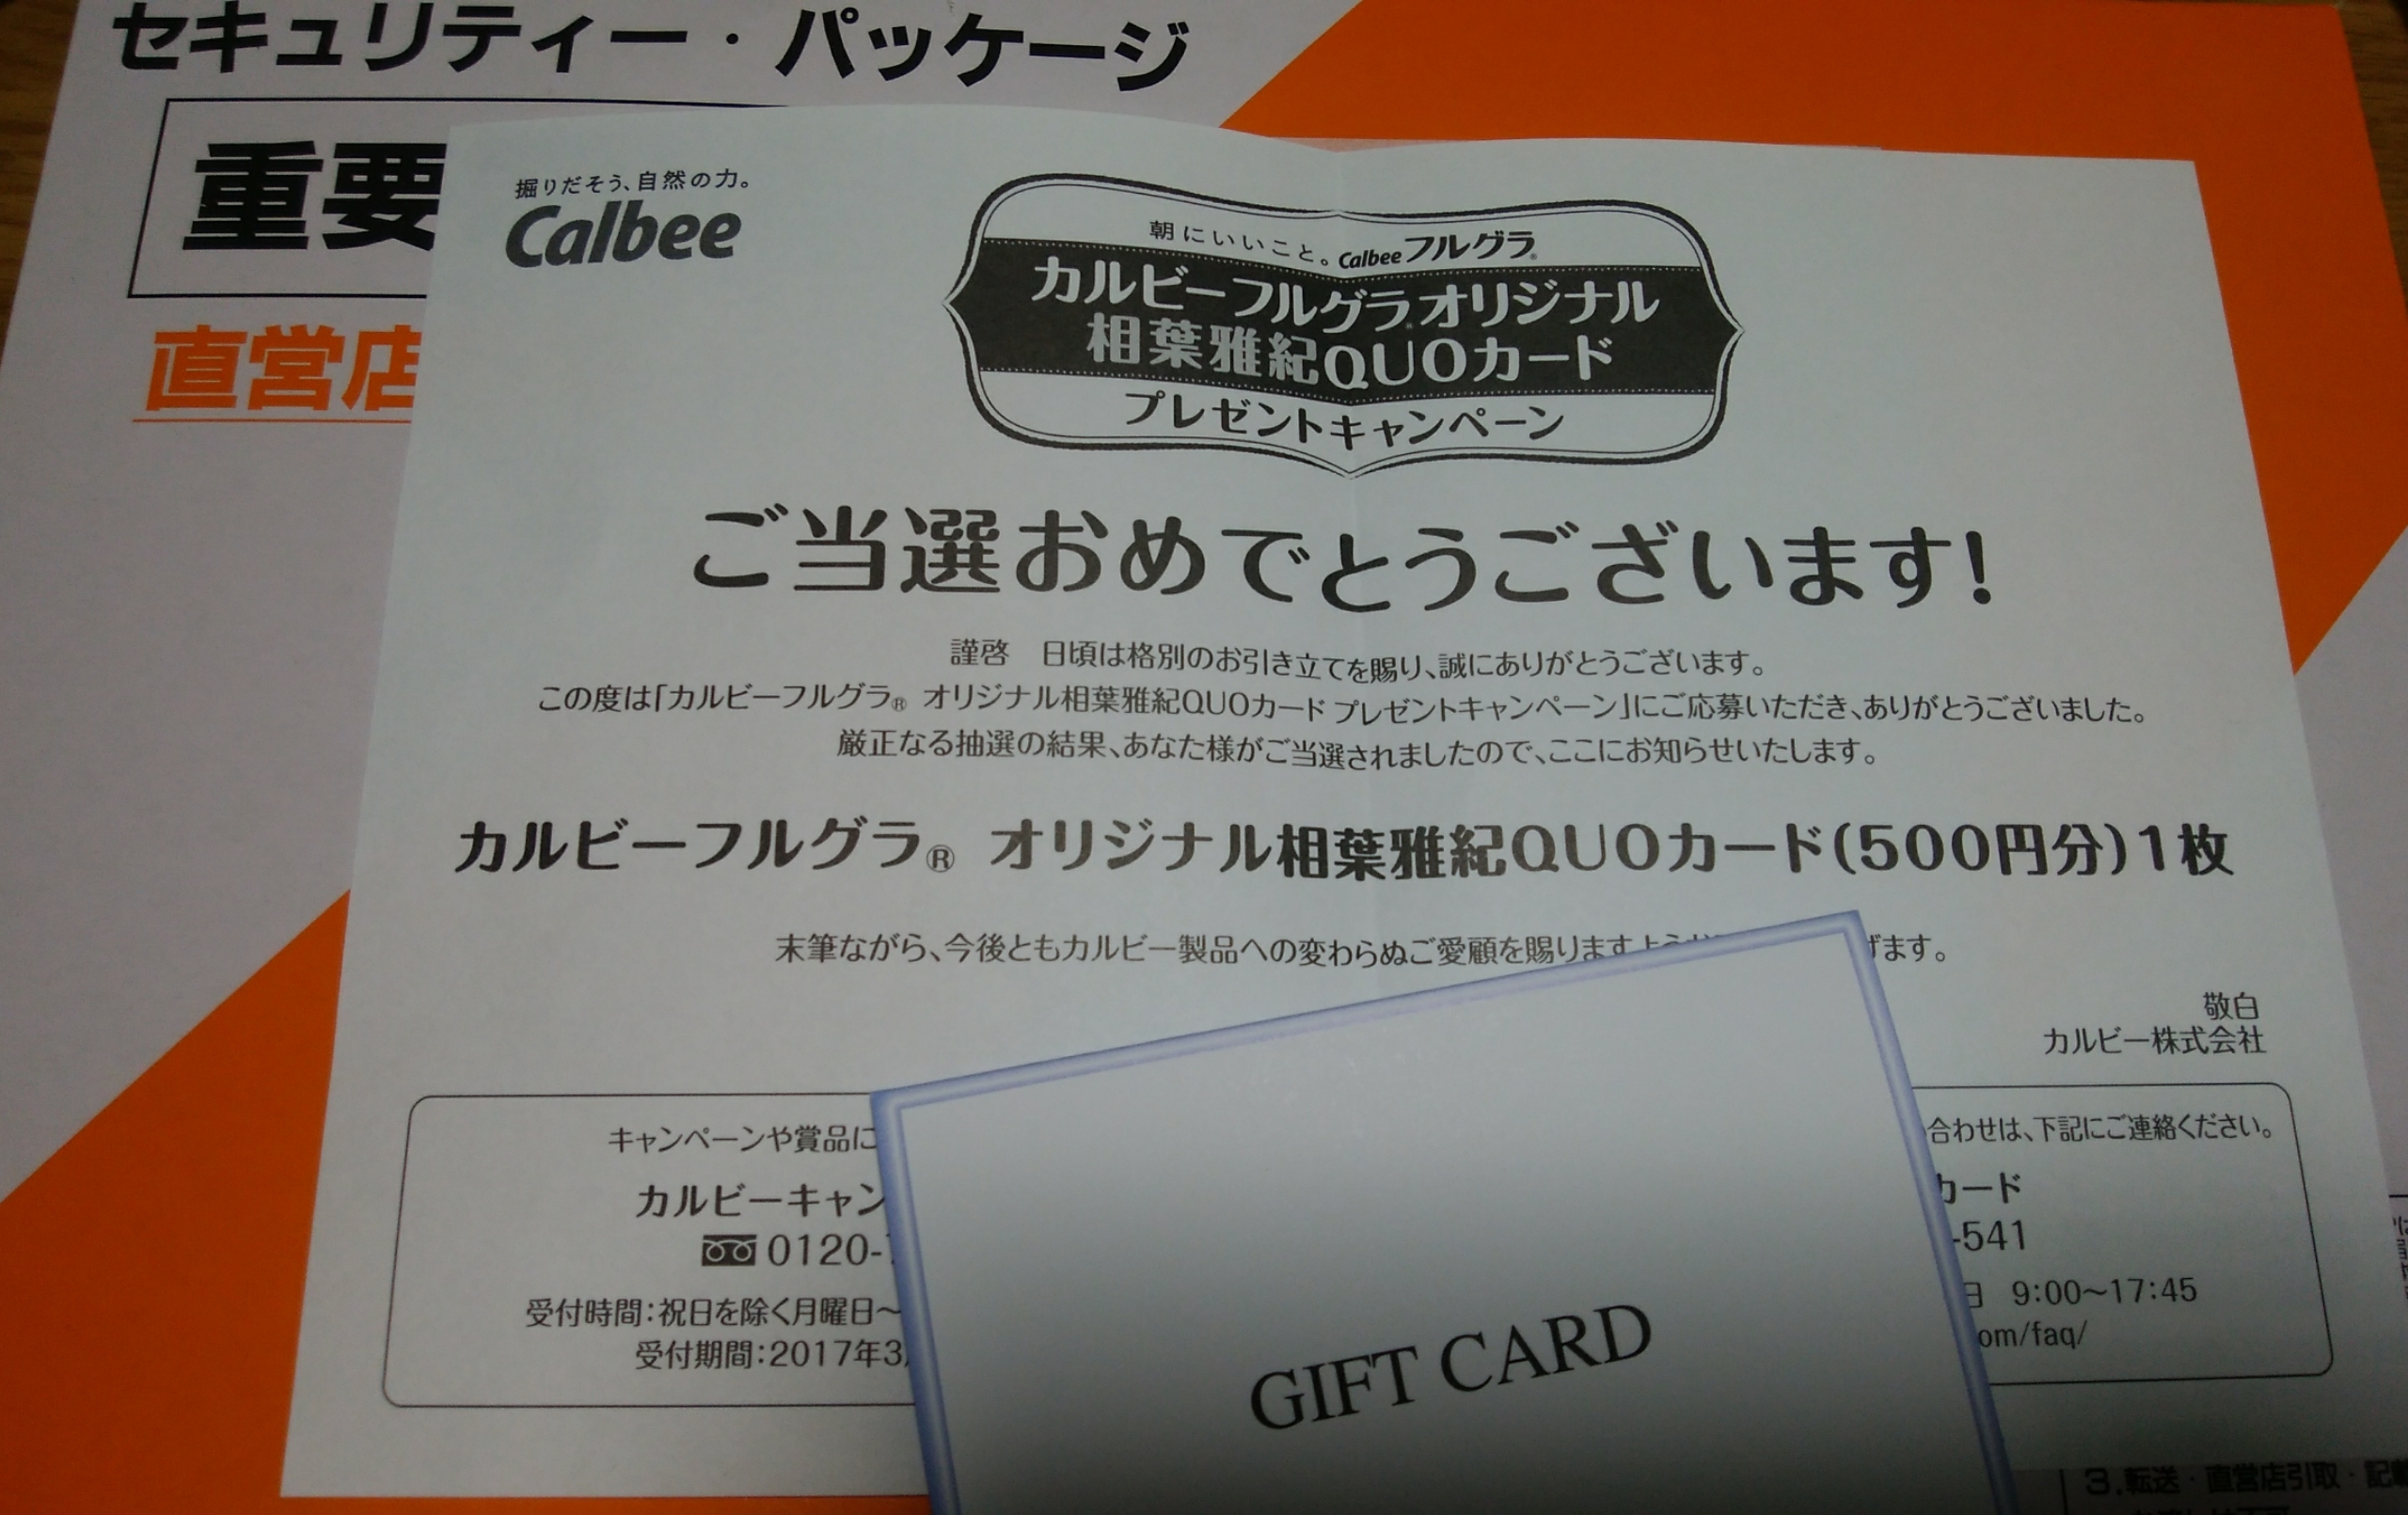 セキュリティー・パッケージ
重要
直営店
掘りだそう、自然の力。
Calbee
朝にいいこと。Calbeeフルグラ®
カルビーフルグラ®オリジナル
相葉雅紀QUOカード
プレゼントキャンペーン
ご当選おめでとうございます!
謹啓　日頃は格別のお引き立てを賜り、誠にありがとうございます。
この度は「カルビーフルグラ® オリジナル相葉雅紀QUOカード プレゼントキャンペーン」にご応募いただき、ありがとうございました。
厳正なる抽選の結果、あなた様がご当選されましたので、ここにお知らせいたします。
カルビーフルグラ® オリジナル相葉雅紀QUOカード(500円分)1枚
末筆ながら、今後ともカルビー製品への変わらぬご愛顧を賜りますよう
げます。
敬白
カルビー株式会社
キャンペーンや賞品に
合わせは、下記にご連絡ください。
カルビーキャン
カード
0120-
-541
受付時間：祝日を除く月曜日～
日 9:00～17:45
受付期間：2017年3
om/faq/
GIFT CARD
3.転送・直営店引取・記載